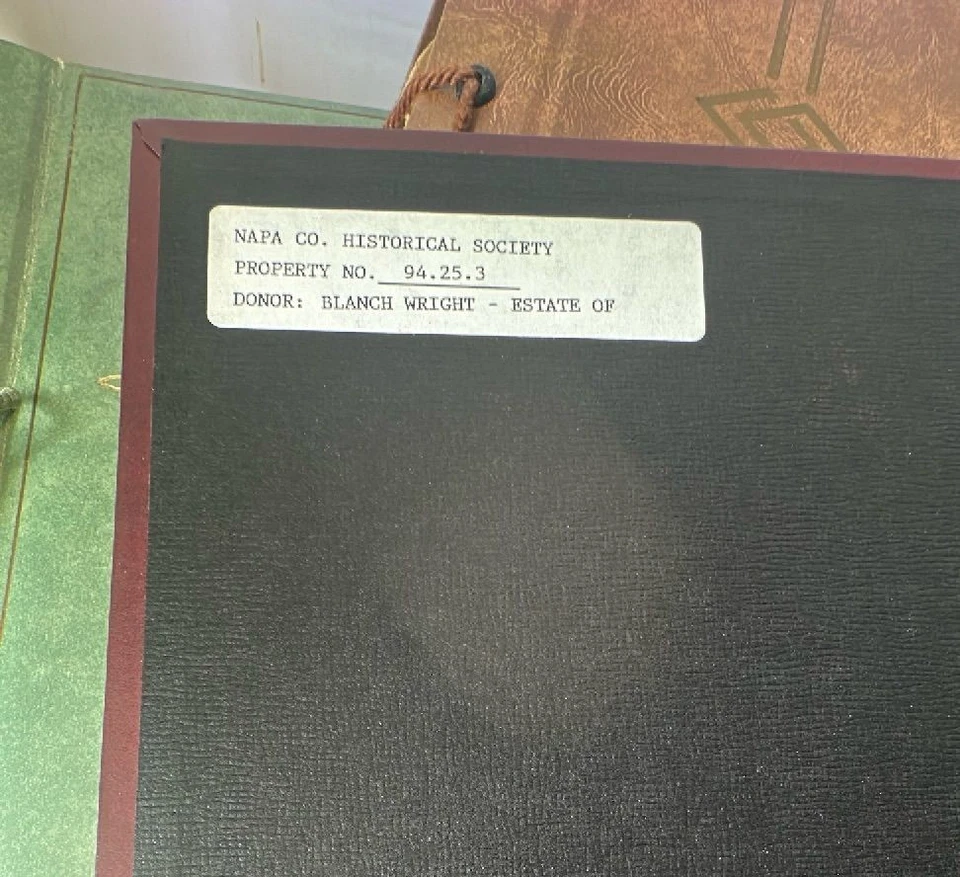 NAPA CO. HISTORICAL SOCIETY
PROPERTY NO. 94.25.3
DONOR: BLANCH WRIGHT - ESTATE OF